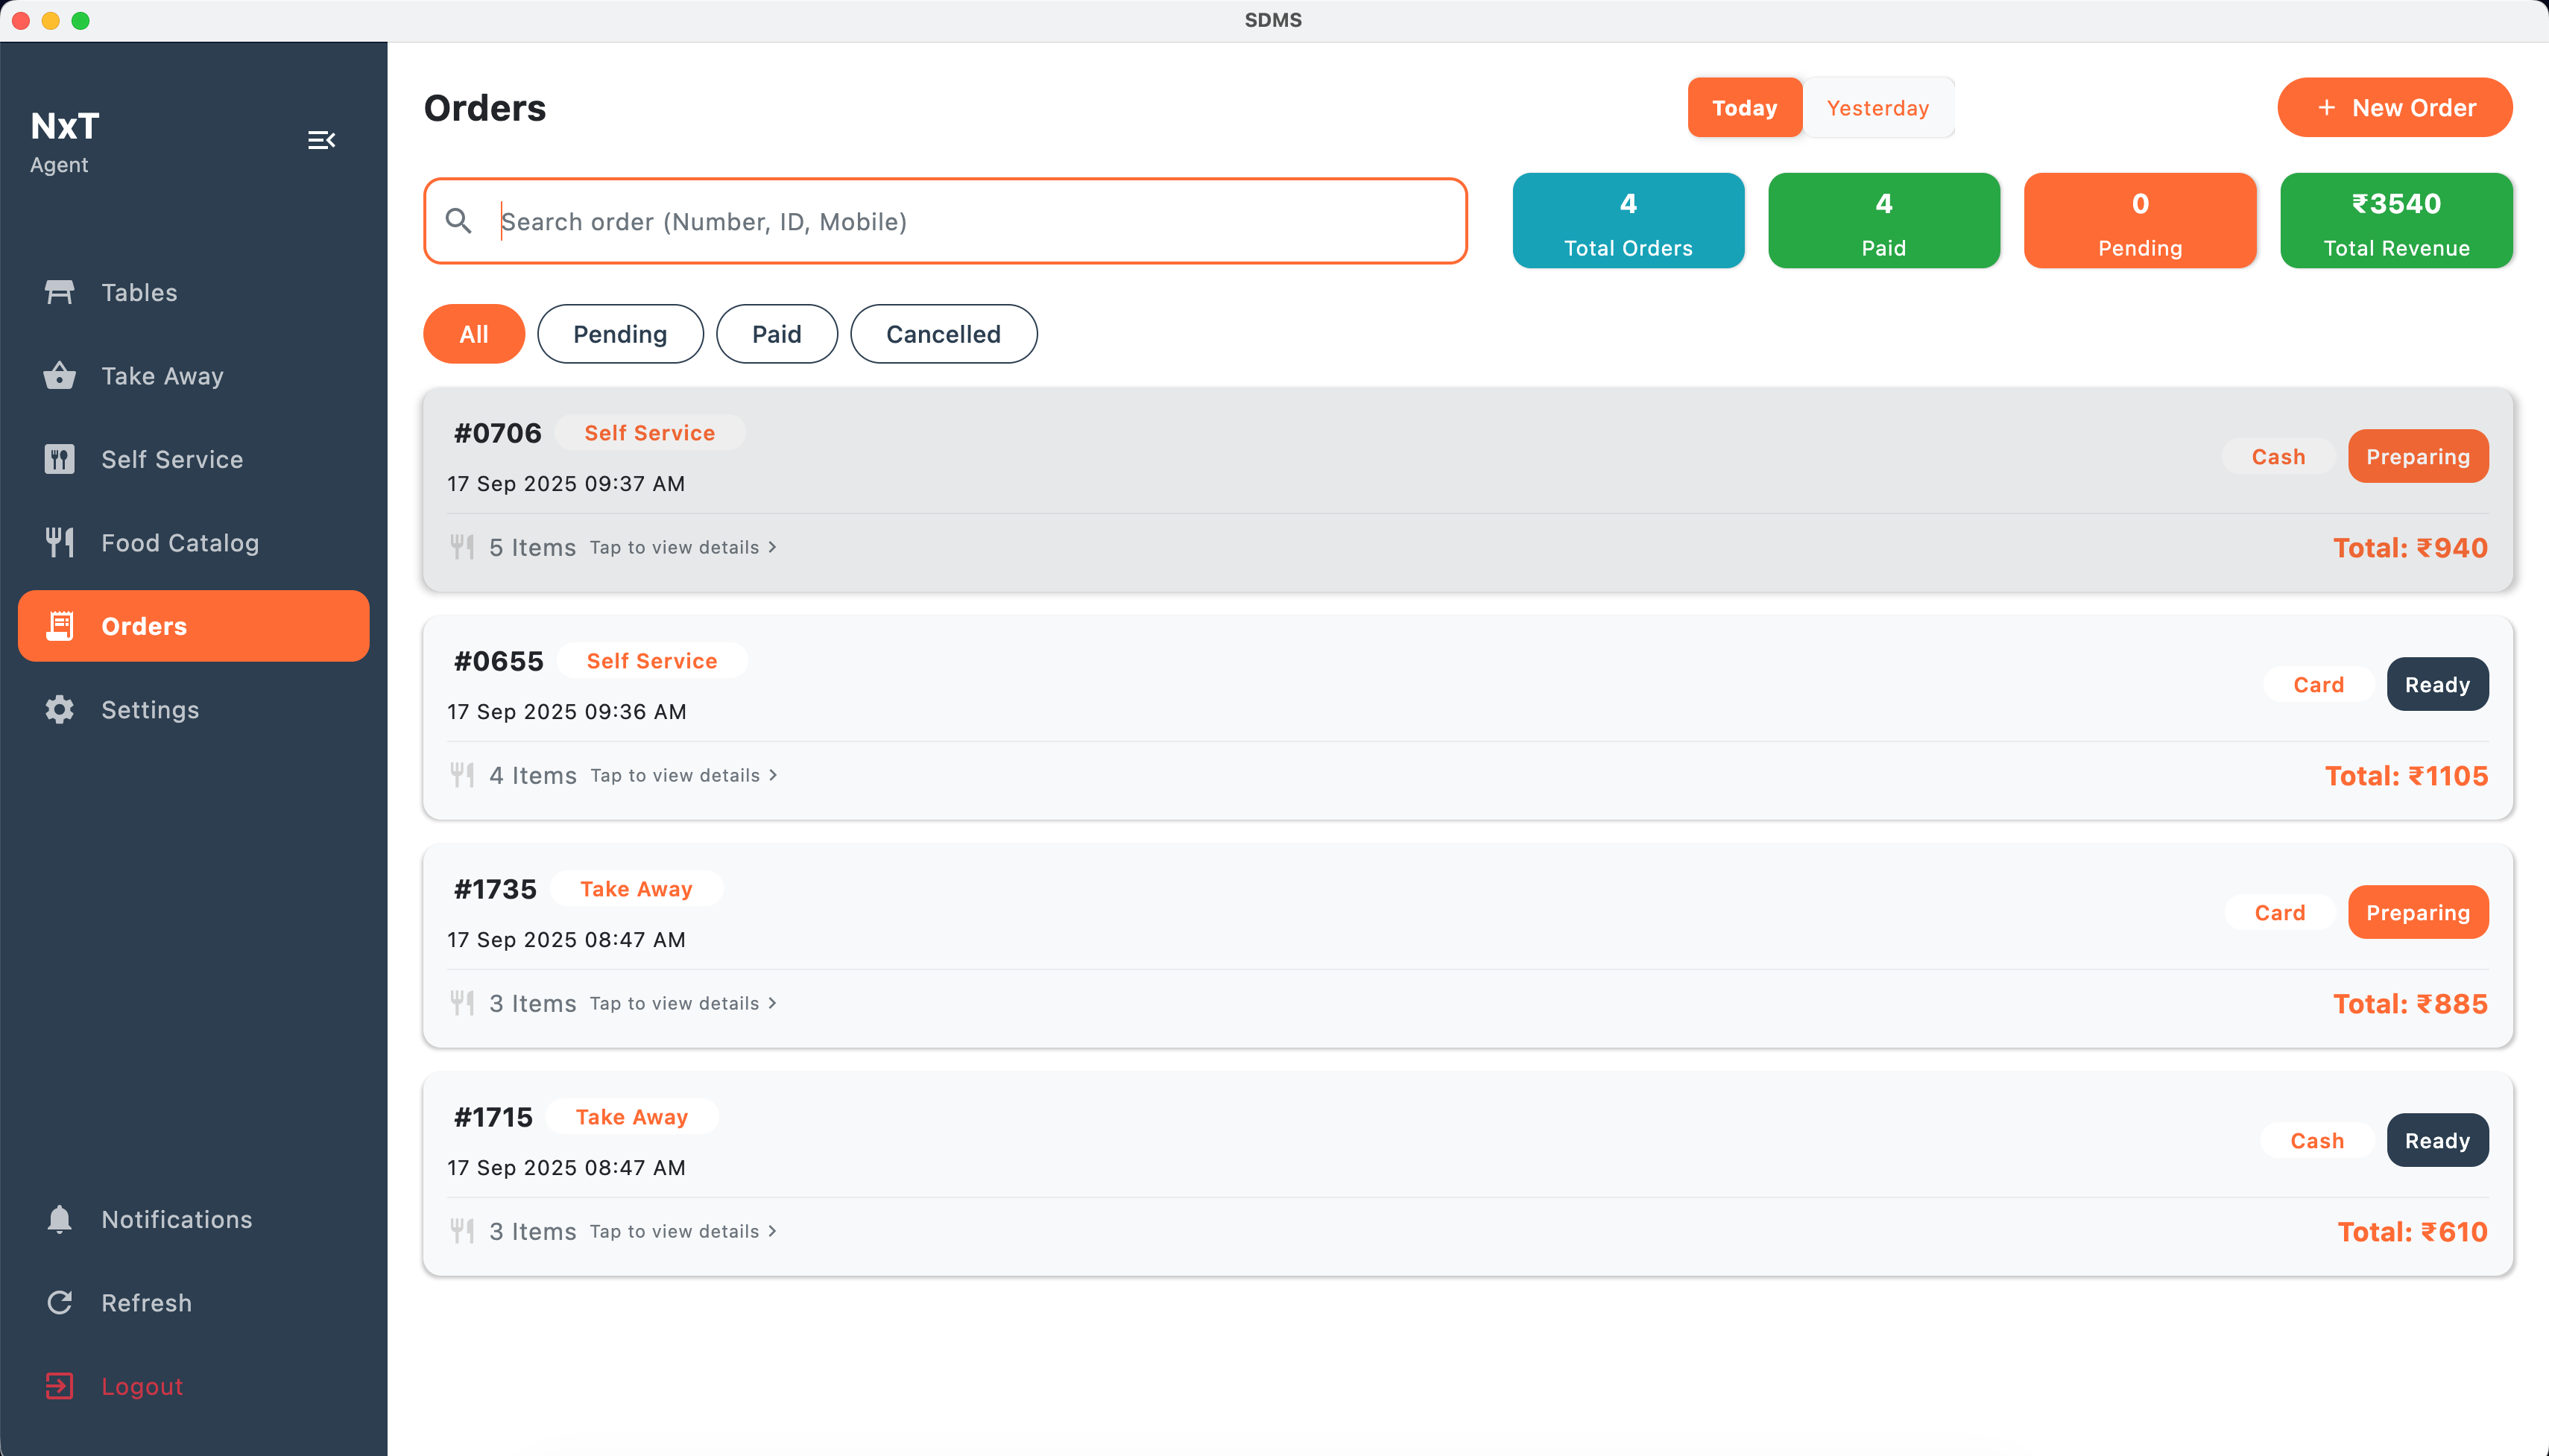 SDMS
NxT
Agent
Tables
Take Away
Self Service
Food Catalog
Orders
Settings
Notifications
Refresh
Logout
Orders
Today
Yesterday
+ New Order
Search order (Number, ID, Mobile)
4
Total Orders
4
Paid
0
Pending
₹3540
Total Revenue
All
Pending
Paid
Cancelled
#0706 Self Service
17 Sep 2025 09:37 AM
Cash Preparing
5 Items Tap to view details >
Total: ₹940
#0655 Self Service
17 Sep 2025 09:36 AM
Card Ready
4 Items Tap to view details >
Total: ₹1105
#1735 Take Away
17 Sep 2025 08:47 AM
Card Preparing
3 Items Tap to view details >
Total: ₹885
#1715 Take Away
17 Sep 2025 08:47 AM
Cash Ready
3 Items Tap to view details >
Total: ₹610